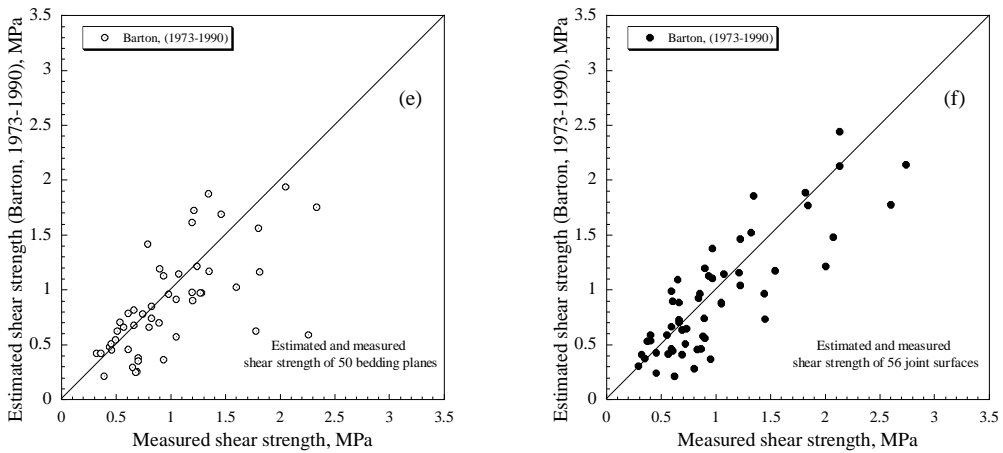 Estimated shear strength (Barton, 1973-1990), MPa
3.5
3
2.5
2
1.5
1
0.5
0
Barton, (1973-1990)
(e)
Estimated and measured
shear strength of 50 bedding planes
0 0.5 1 1.5 2 2.5 3 3.5
Measured shear strength, MPa
Estimated shear strength (Barton, 1973-1990), MPa
3.5
3
2.5
2
1.5
1
0.5
0
Barton, (1973-1990)
(f)
Estimated and measured
shear strength of 56 joint surfaces
0 0.5 1 1.5 2 2.5 3 3.5
Measured shear strength, MPa